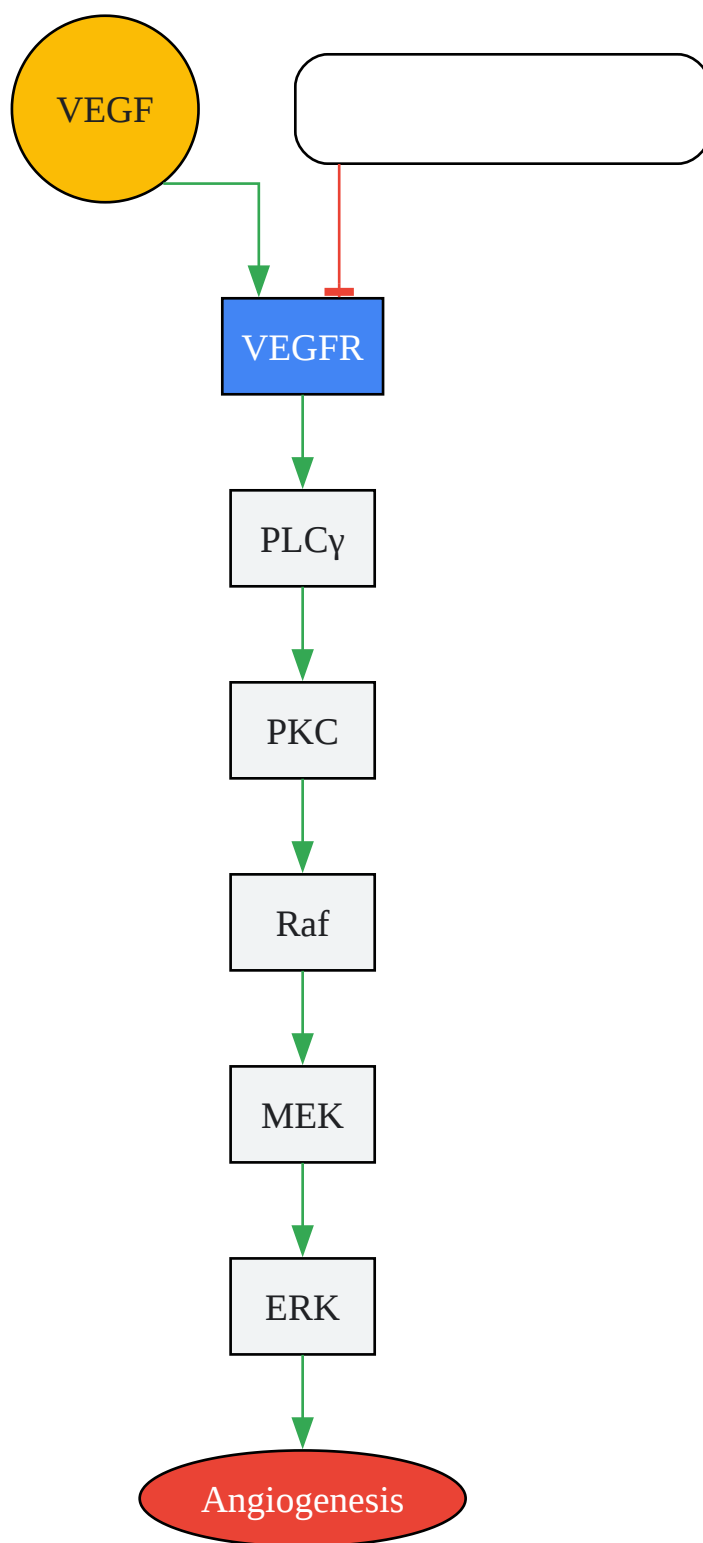 VEGF
VEGFR
PLCγ
PKC
Raf
MEK
ERK
Angiogenesis